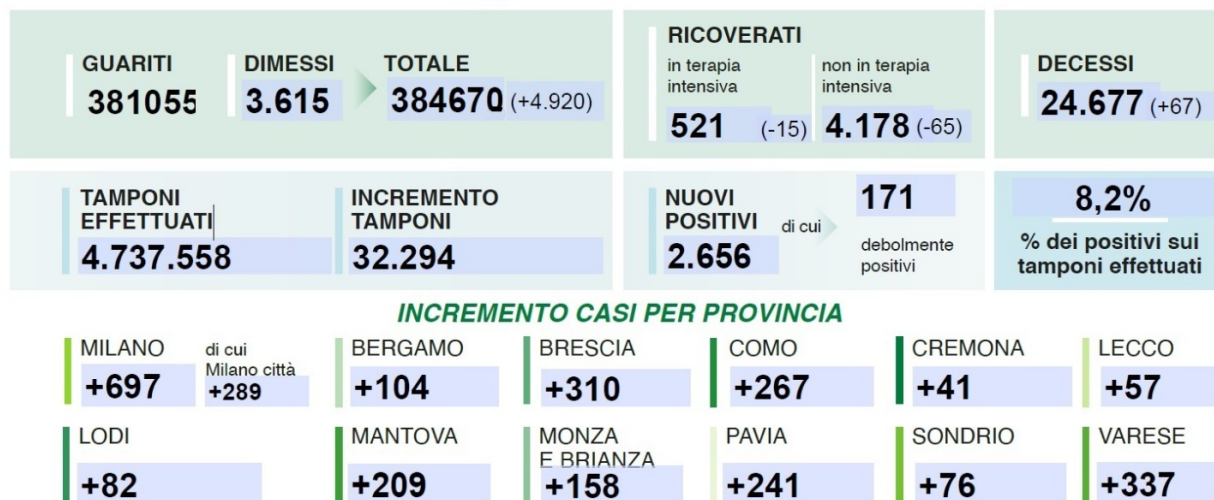 GUARITI
381055
DIMESSI
3.615
TOTALE
384670 (+4.920)
RICOVERATI
in terapia
intensiva
521 (-15)
non in terapia
intensiva
4.178 (-65)
DECESSI
24.677 (+67)
TAMPONI
EFFETTUATI
4.737.558
INCREMENTO
TAMPONI
32.294
NUOVI
POSITIVI
2.656
di cui
171
debolmente
positivi
8,2%
% dei positivi sui
tamponi effettuati
INCREMENTO CASI PER PROVINCIA
MILANO
+697
di cui
Milano città
+289
BERGAMO
+104
BRESCIA
+310
COMO
+267
CREMONA
+41
LECCO
+57
LODI
+82
MANTOVA
+209
MONZA
E BRIANZA
+158
PAVIA
+241
SONDRIO
+76
VARESE
+337